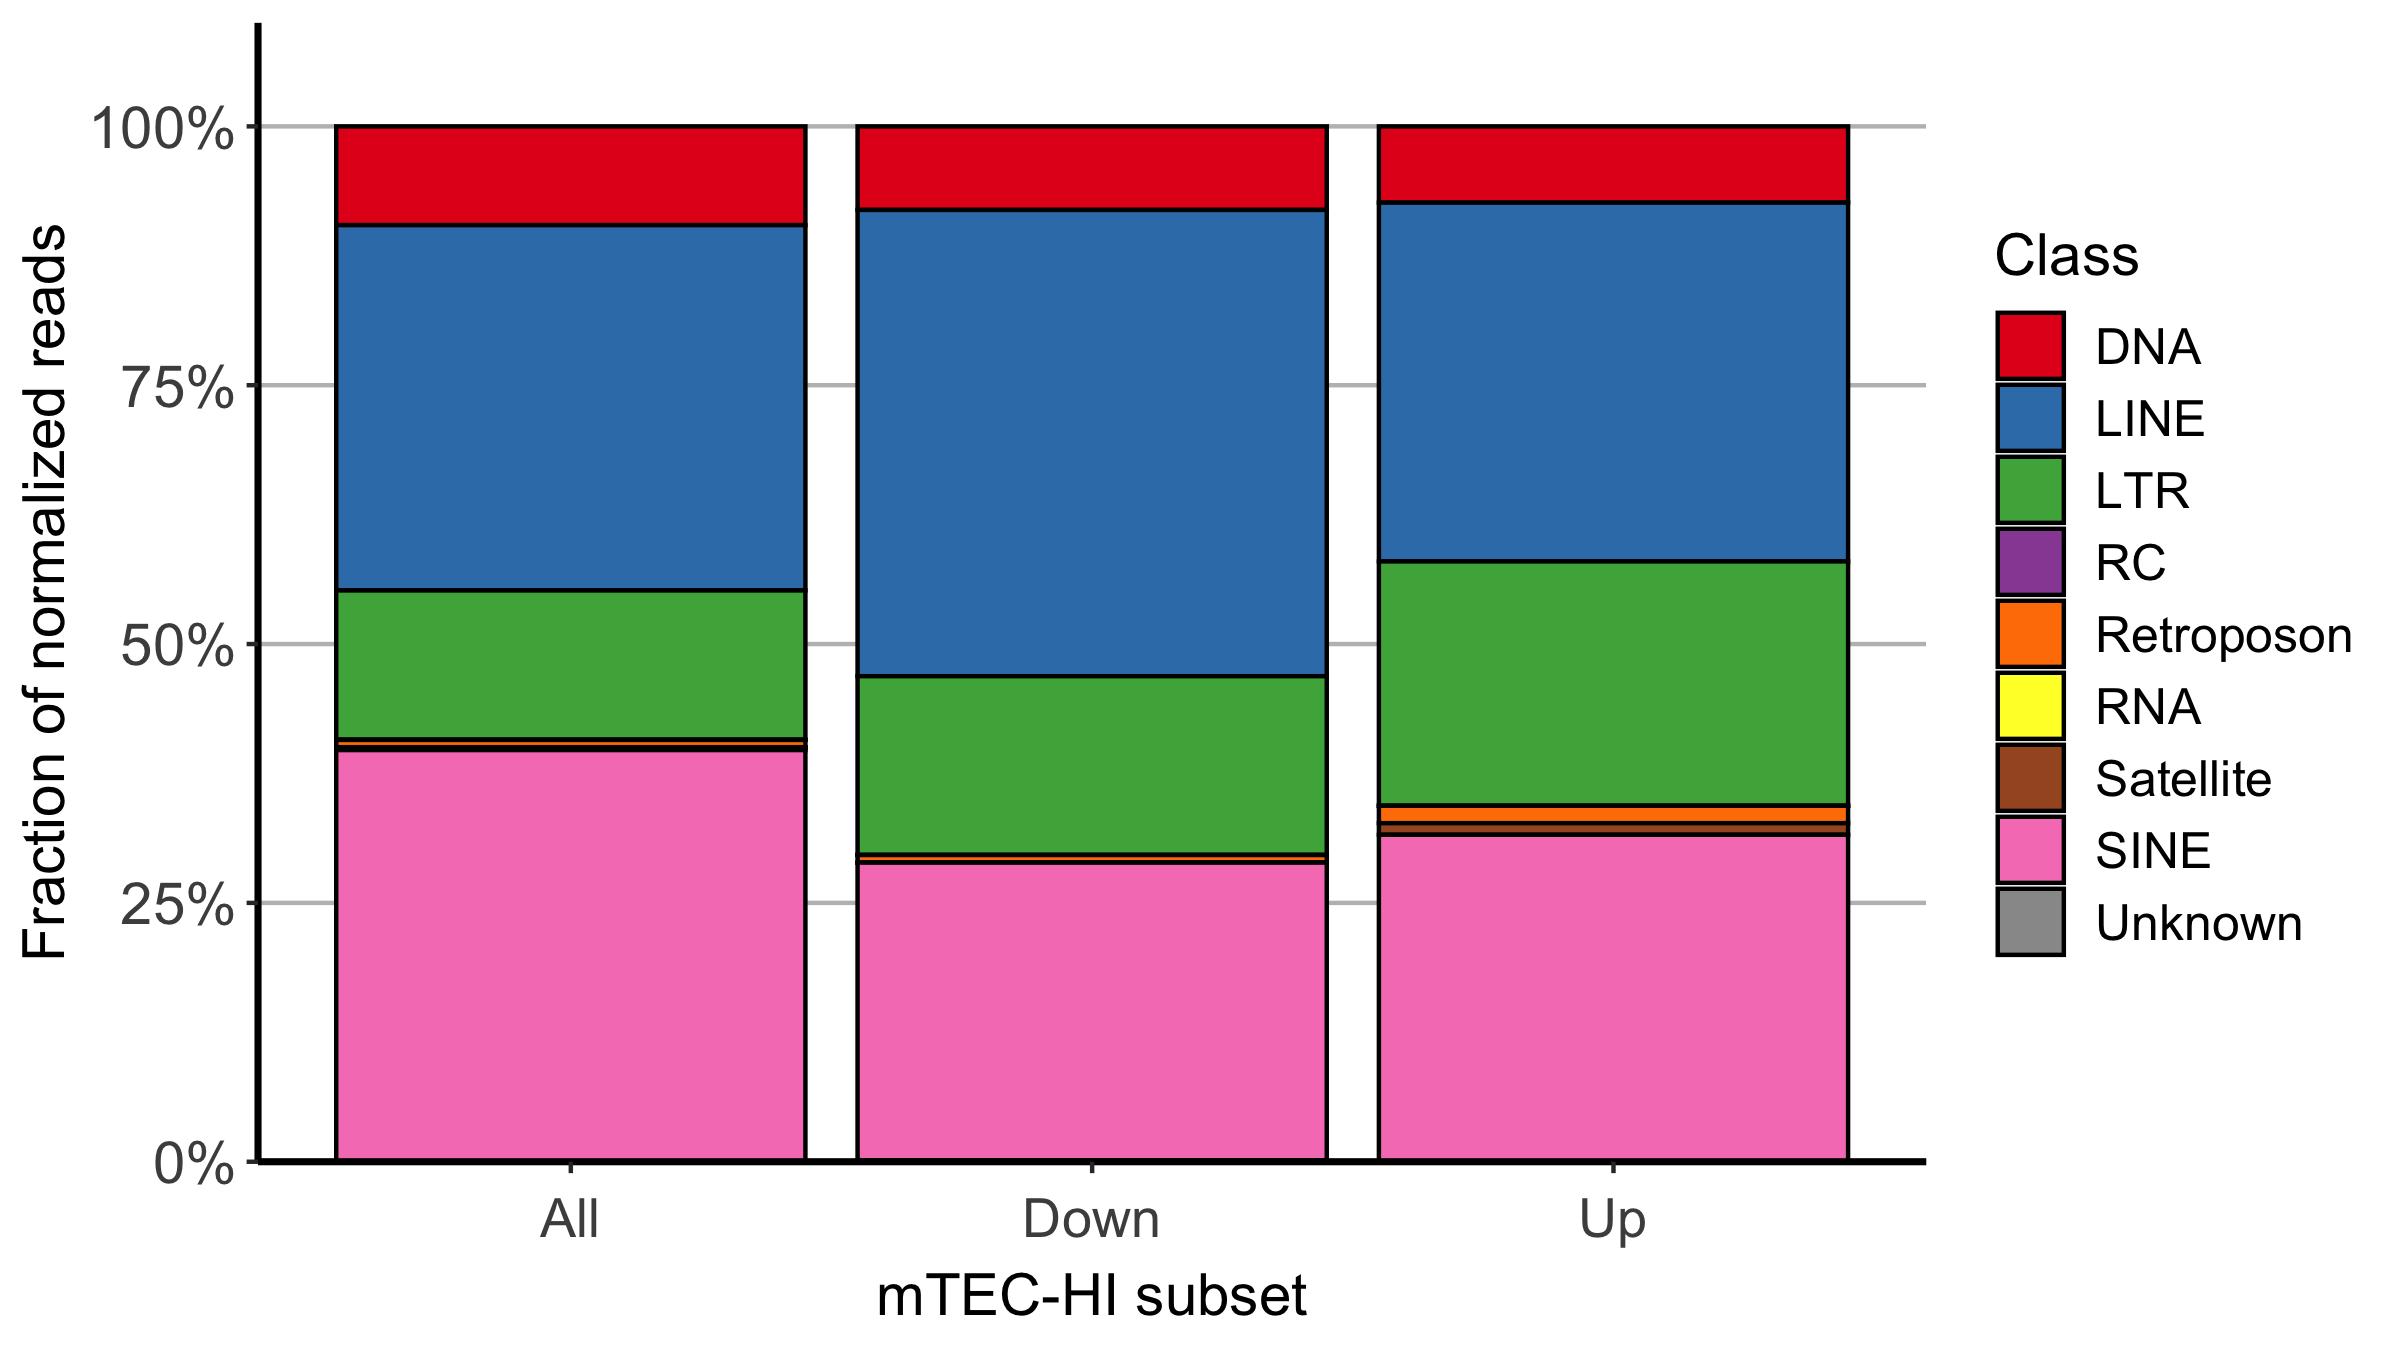 Fraction of normalized reads
100%
75%
50%
25%
0%
All
Down
Up
mTEC-HI subset
Class
DNA
LINE
LTR
RC
Retroposon
RNA
Satellite
SINE
Unknown